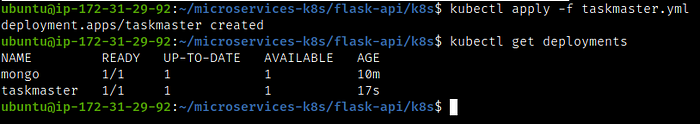 ubuntu@ip-172-31-29-92:~/microservices-k8s/flask-api/k8s$ kubectl apply -f taskmaster.yml
deployment.apps/taskmaster created
ubuntu@ip-172-31-29-92:~/microservices-k8s/flask-api/k8s$ kubectl get deployments
NAME READY UP-TO-DATE AVAILABLE AGE
mongo 1/1 1 1 10m
taskmaster 1/1 1 1 17s
ubuntu@ip-172-31-29-92:~/microservices-k8s/flask-api/k8s$